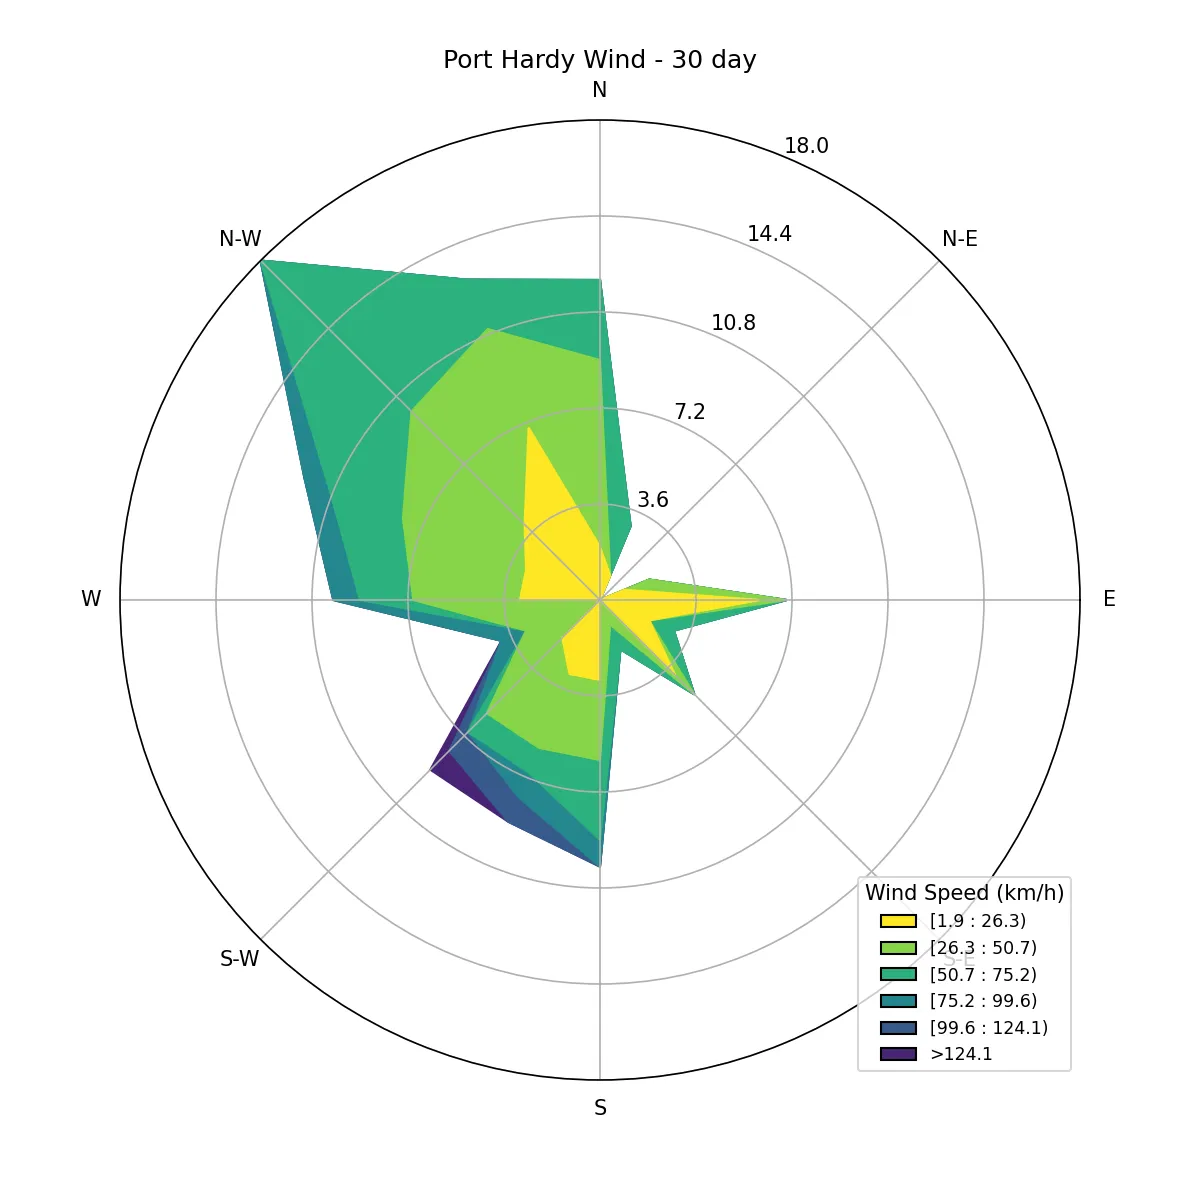 Port Hardy Wind - 30 day
N
18.0
14.4
N-W
N-E
10.8
7.2
3.6
W
E
Wind Speed (km/h)
[1.9 : 26.3)
[26.3 : 50.7)
S-W
S-E
[50.7 : 75.2)
[75.2 : 99.6)
[99.6 : 124.1)
>124.1
S